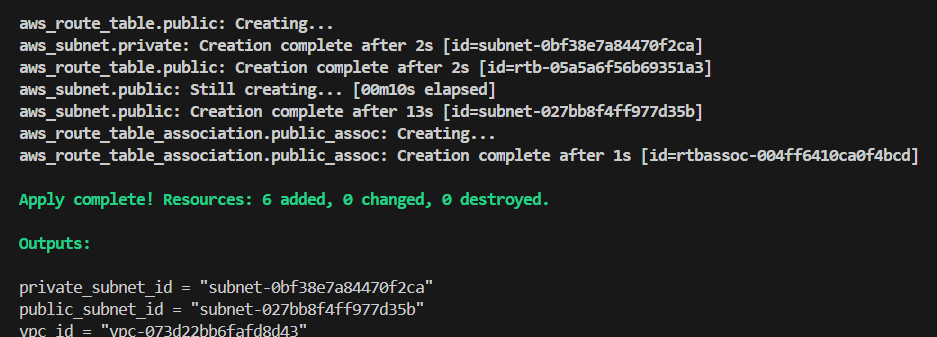 aws_route_table.public: Creating...
aws_subnet.private: Creation complete after 2s [id=subnet-0bf38e7a84470f2ca]
aws_route_table.public: Creation complete after 2s [id=rtb-05a5a6f56b69351a3]
aws_subnet.public: Still creating... [00m10s elapsed]
aws_subnet.public: Creation complete after 13s [id=subnet-027bb8f4ff977d35b]
aws_route_table_association.public_assoc: Creating...
aws_route_table_association.public_assoc: Creation complete after 1s [id=rtbassoc-004ff6410ca0f4bcd]
Apply complete! Resources: 6 added, 0 changed, 0 destroyed.
Outputs:
private_subnet_id = "subnet-0bf38e7a84470f2ca"
public_subnet_id = "subnet-027bb8f4ff977d35b"
vpc_id = "vpc-073d22bb6fafd8d43"